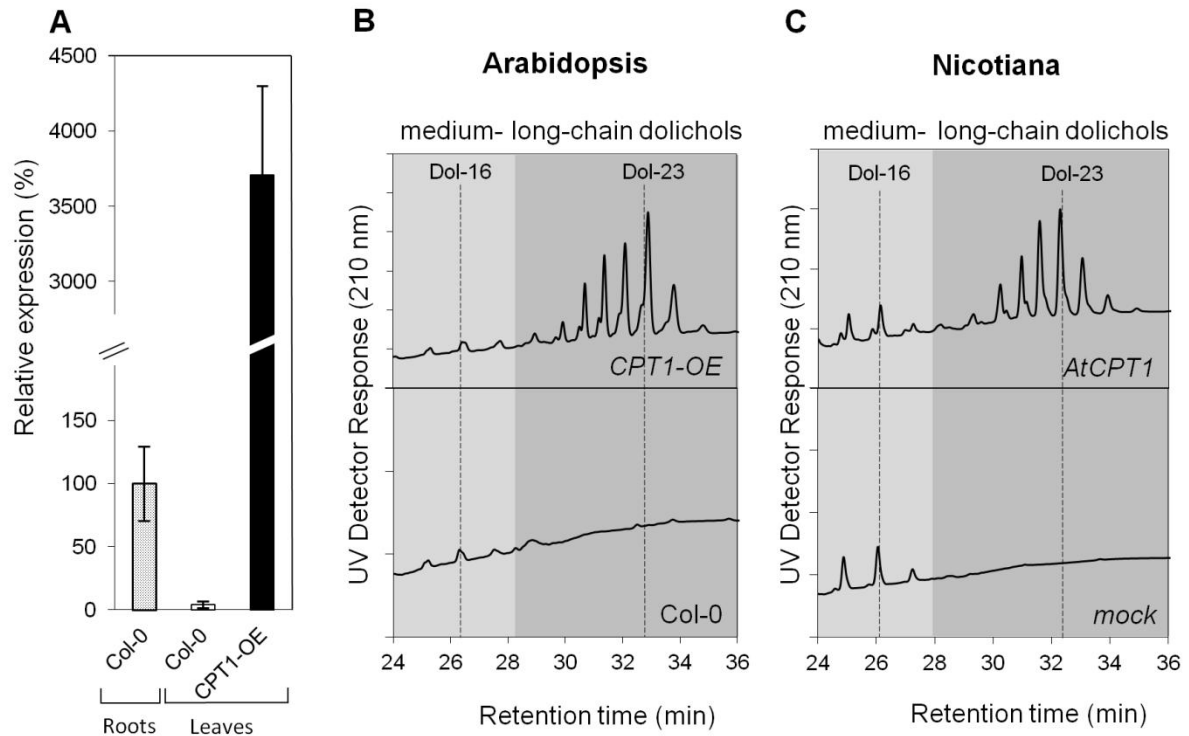 A
Relative expression (%)
4500
4000
3500
3000
150
100
50
0
Col-0
Col-0
CPT1-OE
Roots
Leaves
B
Arabidopsis
medium- long-chain dolichols
Dol-16
Dol-23
UV Detector Response (210 nm)
CPT1-OE
Col-0
24 26 28 30 32 34 36
Retention time (min)
C
Nicotiana
medium- long-chain dolichols
Dol-16
Dol-23
UV Detector Response (210 nm)
AtCPT1
mock
24 26 28 30 32 34 36
Retention time (min)